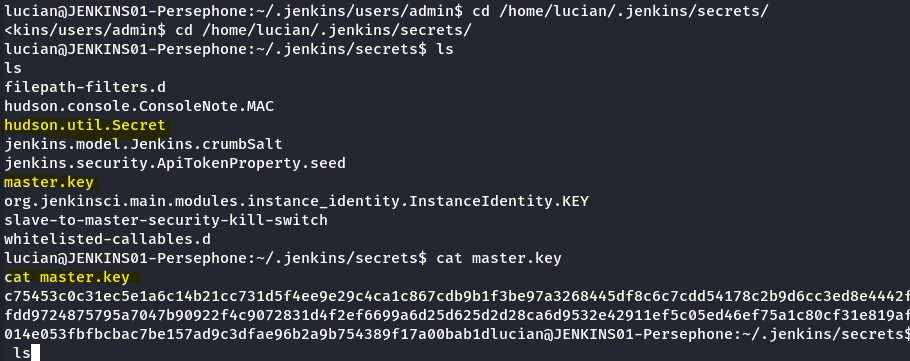 lucian@JENKINS01-Persephone:~/.jenkins/users/admin$ cd /home/lucian/.jenkins/secrets/
<kins/users/admin$ cd /home/lucian/.jenkins/secrets/
lucian@JENKINS01-Persephone:~/.jenkins/secrets$ ls
ls
filepath-filters.d
hudson.console.ConsoleNote.MAC
hudson.util.Secret
jenkins.model.Jenkins.crumbSalt
jenkins.security.ApiTokenProperty.seed
master.key
org.jenkinsci.main.modules.instance_identity.InstanceIdentity.KEY
slave-to-master-security-kill-switch
whitelisted-callables.d
lucian@JENKINS01-Persephone:~/.jenkins/secrets$ cat master.key
cat master.key
c75453c0c31ec5e1a6c14b21cc731d5f4ee9e29c4ca1c867cdb9b1f3be97a3268445df8c6c7cdd54178c2b9d6cc3ed8e4442f
fdd9724875795a7047b90922f4c9072831d4f2ef6699a6d25d625d2d28ca6d9532e42911ef5c05ed46ef75a1c80cf31e819af
014e053fbfbcbac7be157ad9c3dfae96b2a9b754389f17a00bab1dlucian@JENKINS01-Persephone:~/.jenkins/secrets$
ls